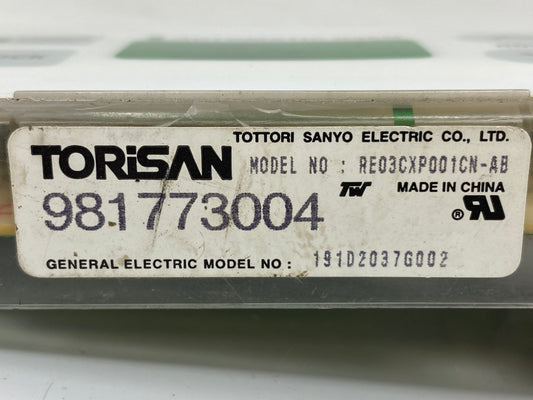 TOTTORI SANYO ELECTRIC CO., LTD.
TORiSAN MODEL NO : RE03CXP001CN-AB
MADE IN CHINA
981773004
®
GENERAL ELECTRIC MODEL NO : 191D2037G002